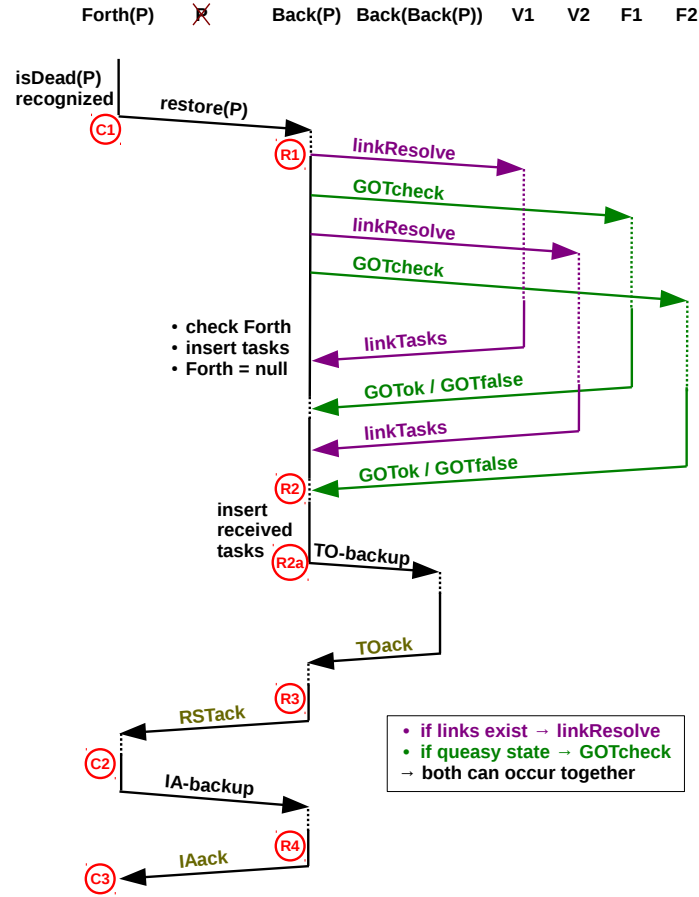 Forth(P) P Back(P) Back(Back(P)) V1 V2 F1 F2
isDead(P)
recognized
restore(P)
C1
R1
linkResolve
GOTcheck
linkResolve
GOTcheck
• check Forth
• insert tasks
• Forth = null
linkTasks
GOTok / GOTfalse
linkTasks
GOTok / GOTfalse
R2
insert
received
tasks
R2a
TO-backup
TOack
R3
RSTack
• if links exist → linkResolve
• if queasy state → GOTcheck
→ both can occur together
C2
IA-backup
R4
IAack
C3